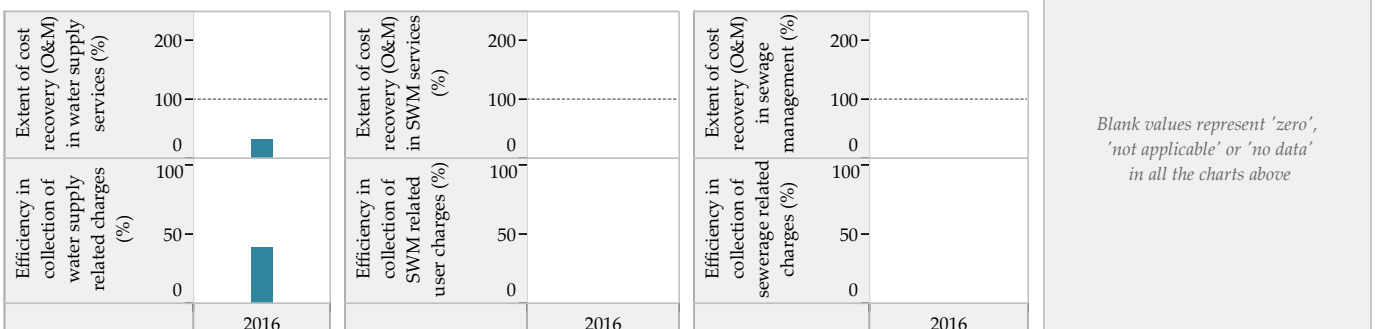 Extent of cost
recovery (O&M)
in water supply
services (%)
200
100
0
Efficiency in
collection of
water supply
related charges
(%)
100
50
0
2016
Extent of cost
recovery (O&M)
in SWM services
(%)
200
100
0
Efficiency in
collection of
SWM related
user charges (%)
100
50
0
2016
Extent of cost
recovery (O&M)
in sewage
management (%)
200
100
0
Efficiency in
collection of
sewerage related
charges (%)
100
50
0
2016
Blank values represent 'zero',
'not applicable' or 'no data'
in all the charts above